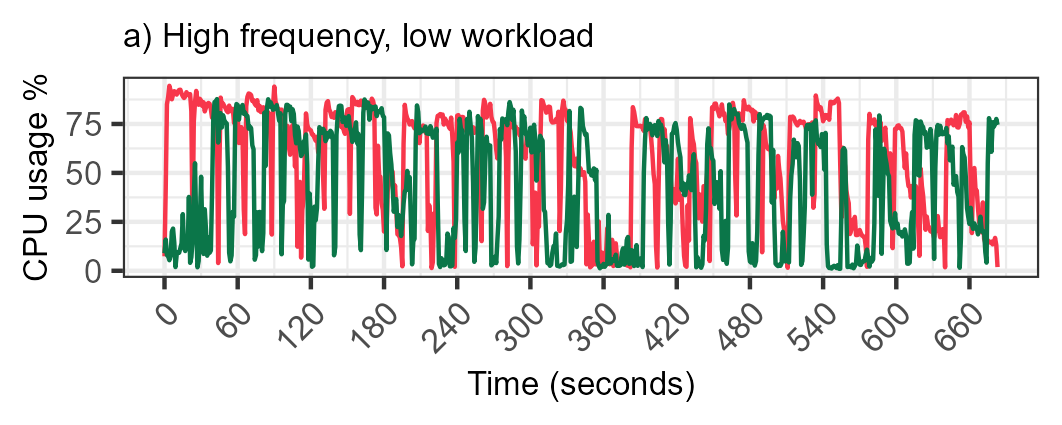 a) High frequency, low workload
CPU usage %
75
50
25
0
0 60 120 180 240 300 360 420 480 540 600 660
Time (seconds)